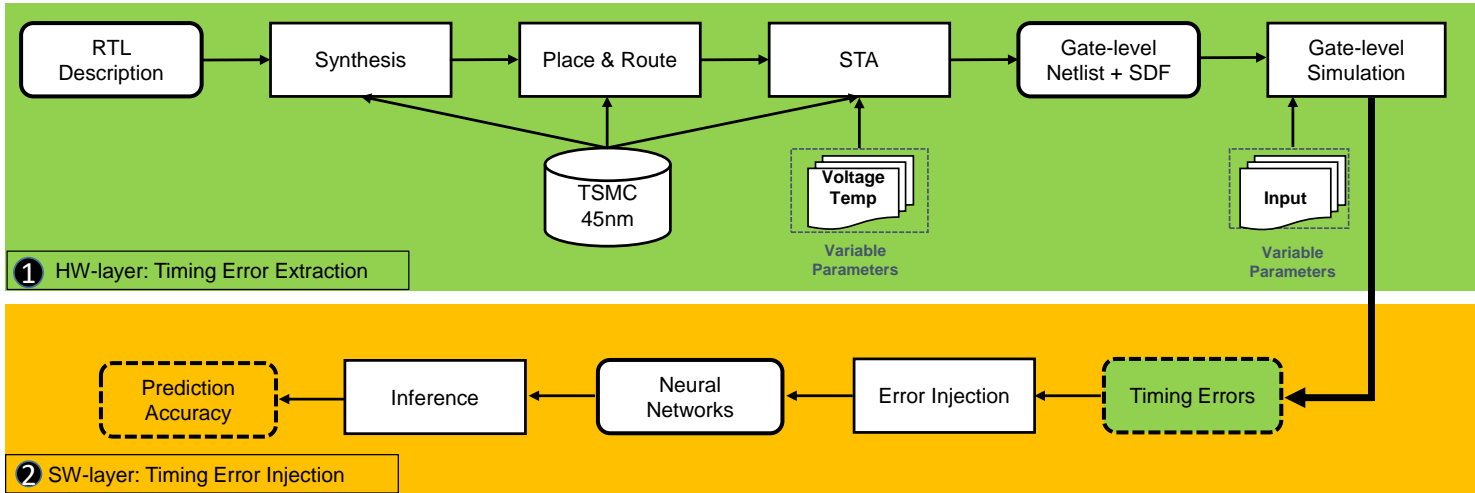 RTL
Description
Synthesis
Place & Route
STA
Gate-level
Netlist + SDF
Gate-level
Simulation
TSMC
45nm
Voltage
Temp
Variable
Parameters
Input
Variable
Parameters
1 HW-layer: Timing Error Extraction
Prediction
Accuracy
Inference
Neural
Networks
Error Injection
Timing Errors
2 SW-layer: Timing Error Injection